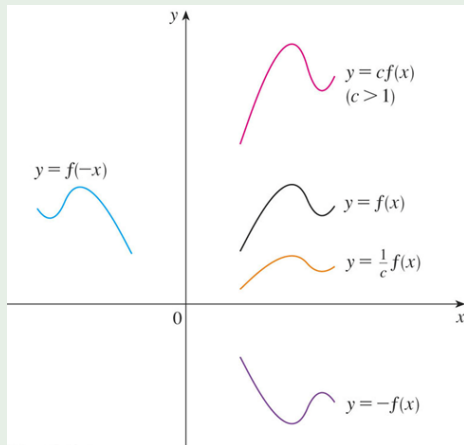 y
y = cf(x)
(c > 1)
y = f(−x)
y = f(x)
y = 1/c f(x)
0
x
y = −f(x)